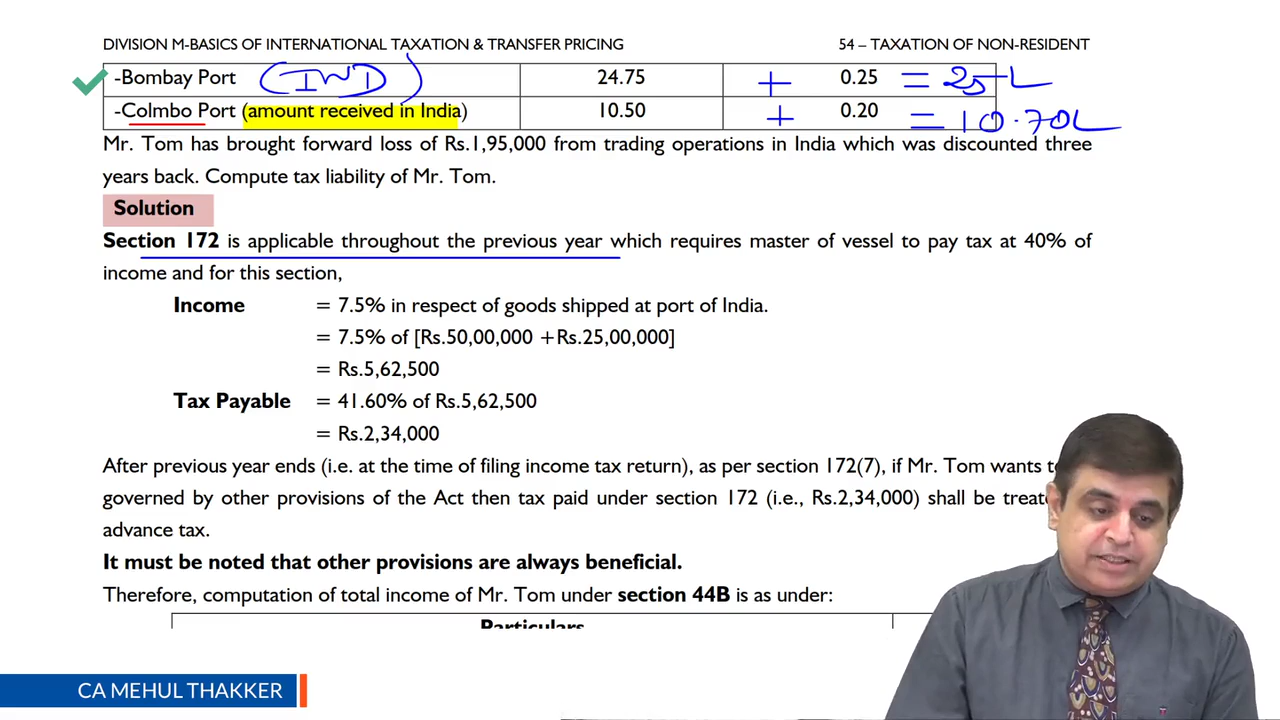 DIVISION M-BASICS OF INTERNATIONAL TAXATION & TRANSFER PRICING 54 – TAXATION OF NON-RESIDENT
-Bombay Port (IND) 24.75 + 0.25 = 25 L
-Colmbo Port (amount received in India) 10.50 + 0.20 = 10.70L
Mr. Tom has brought forward loss of Rs.1,95,000 from trading operations in India which was discounted three
years back. Compute tax liability of Mr. Tom.
Solution
Section 172 is applicable throughout the previous year which requires master of vessel to pay tax at 40% of
income and for this section,
Income = 7.5% in respect of goods shipped at port of India.
= 7.5% of [Rs.50,00,000 +Rs.25,00,000]
= Rs.5,62,500
Tax Payable = 41.60% of Rs.5,62,500
= Rs.2,34,000
After previous year ends (i.e. at the time of filing income tax return), as per section 172(7), if Mr. Tom wants
governed by other provisions of the Act then tax paid under section 172 (i.e., Rs.2,34,000) shall be
advance tax.
It must be noted that other provisions are always beneficial.
Therefore, computation of total income of Mr. Tom under section 44B is as under:
Particulars
CA MEHUL THAKKER